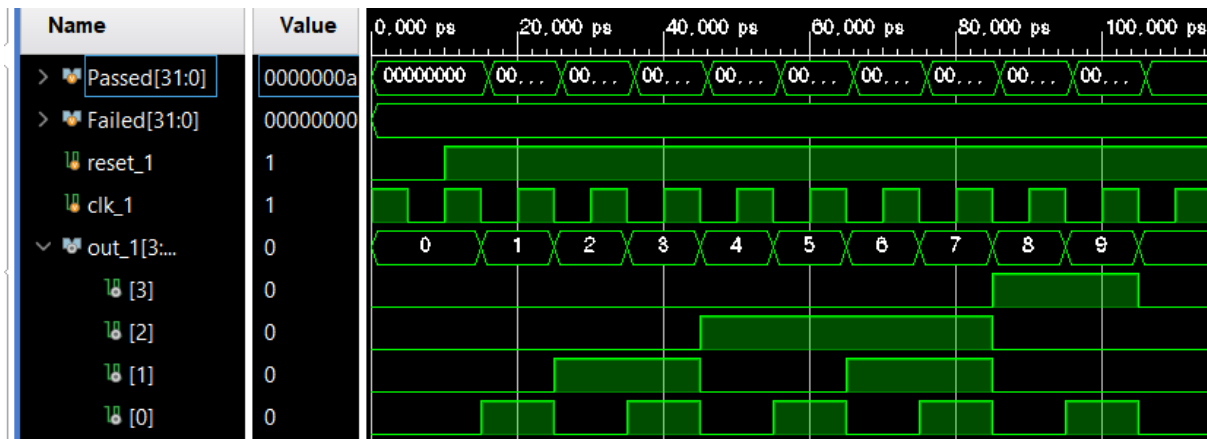 Name Value 0,000 ps 20,000 ps 40,000 ps 60,000 ps 80,000 ps 100,000 ps
Passed[31:0] 0000000a 00000000 00... 00... 00... 00... 00... 00... 00... 00... 00...
Failed[31:0] 00000000
reset_1 1
clk_1 1
out_1[3:... 0 0 1 2 3 4 5 6 7 8 9
[3] 0
[2] 0
[1] 0
[0] 0